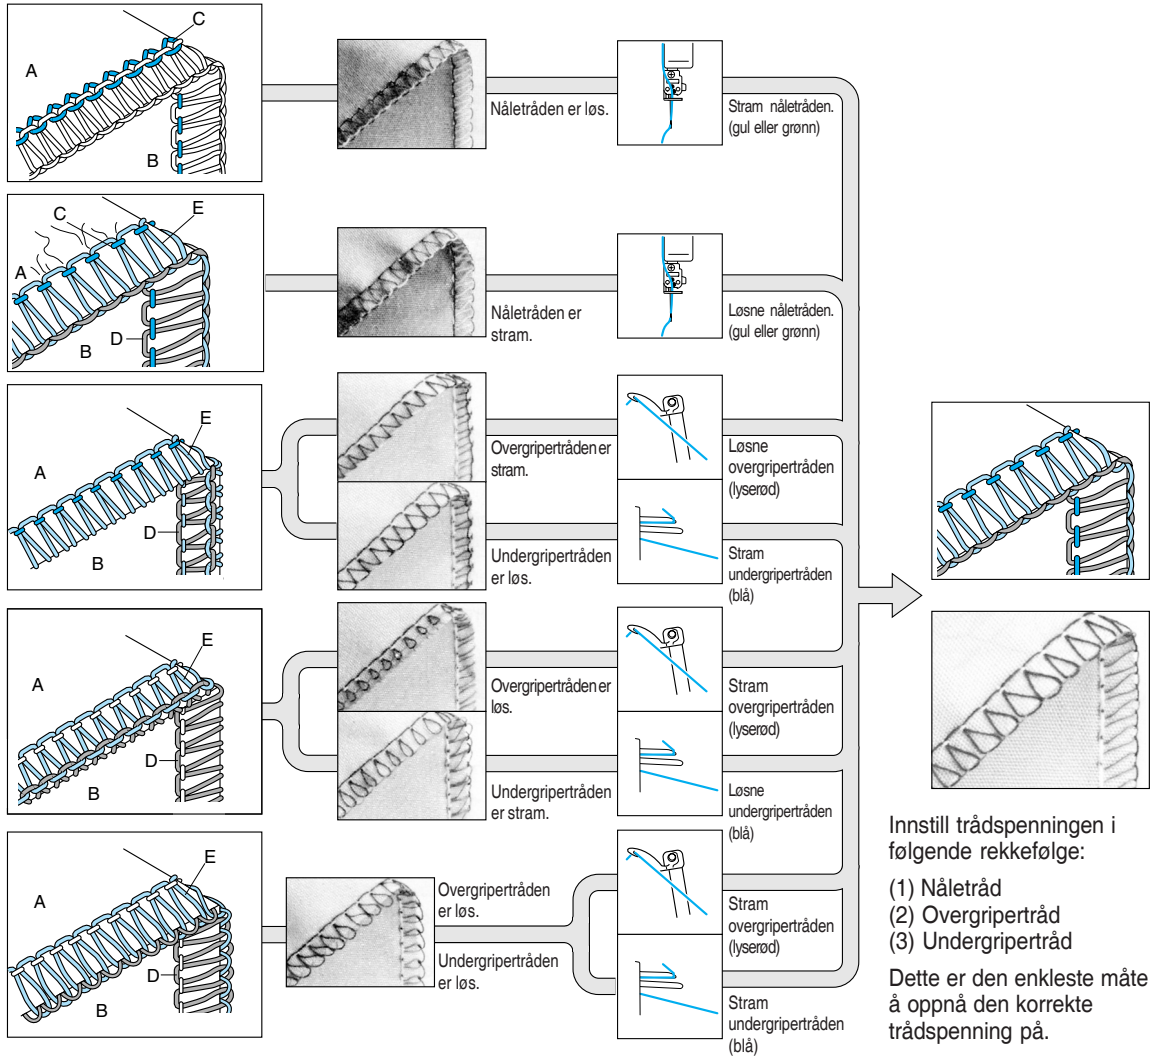 C
A
B
Nåletråden er løs.
Stram nåletråden.
(gul eller grønn)
C
E
A
D
B
Nåletråden er
stram.
Løsne nåletråden.
(gul eller grønn)
E
A
D
B
Overgripertråden er
stram.
Løsne
overgripertråden
(lyserød)
Undergripertråden
er løs.
Stram
undergripertråden
(blå)
E
A
D
B
Overgripertråden er
løs.
Stram
overgripertråden
(lyserød)
Undergripertråden
er stram.
Løsne
undergripertråden
(blå)
E
A
D
B
Overgripertråden
er løs.
Undergripertråden
er løs.
Stram
overgripertråden
(lyserød)
Stram
undergripertråden
(blå)
Innstill trådspenningen i
følgende rekkefølge:
(1) Nåletråd
(2) Overgripertråd
(3) Undergripertråd
Dette er den enkleste måte
å oppnå den korrekte
trådspenning på.